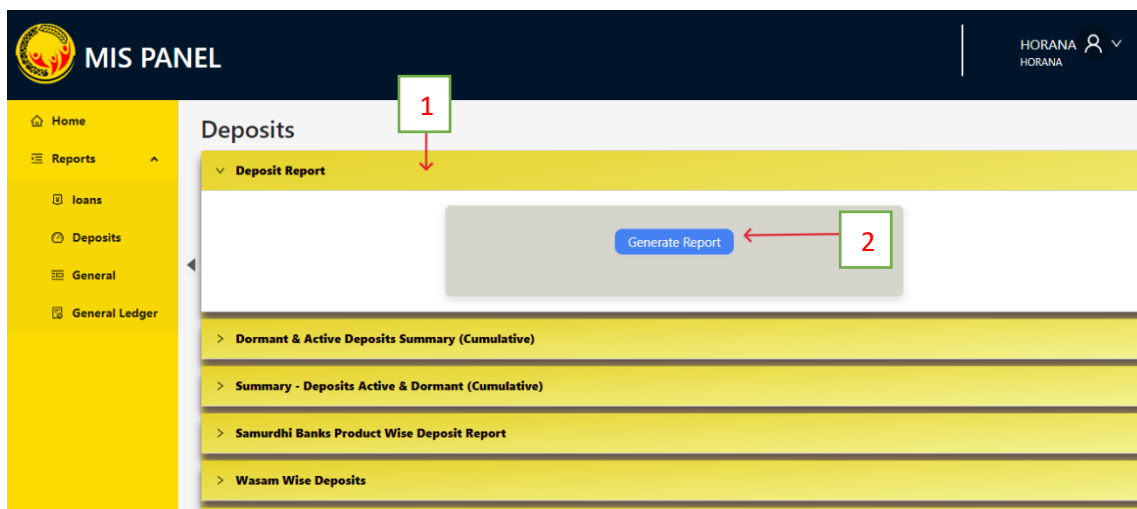 MIS PANEL
HORANA
HORANA
Home
Reports
loans
Deposits
General
General Ledger
Deposits
1
Deposit Report
Generate Report
2
Dormant & Active Deposits Summary (Cumulative)
Summary - Deposits Active & Dormant (Cumulative)
Samurdhi Banks Product Wise Deposit Report
Wasam Wise Deposits